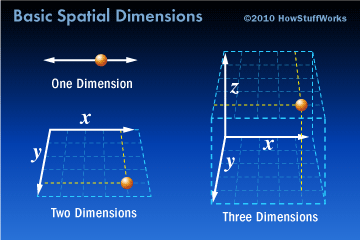 Basic Spatial Dimensions
©2010 HowStuffWorks
One Dimension
x
y
Two Dimensions
z
x
y
Three Dimensions